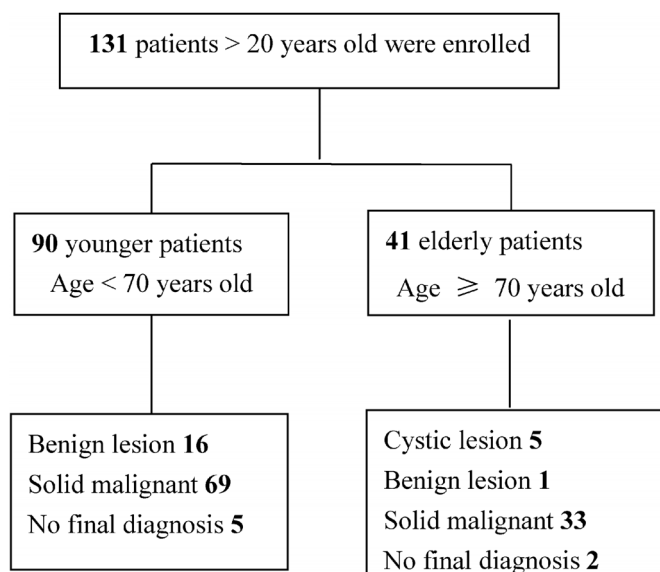 131 patients > 20 years old were enrolled
90 younger patients
Age < 70 years old
41 elderly patients
Age ⩾ 70 years old
Benign lesion 16
Solid malignant 69
No final diagnosis 5
Cystic lesion 5
Benign lesion 1
Solid malignant 33
No final diagnosis 2